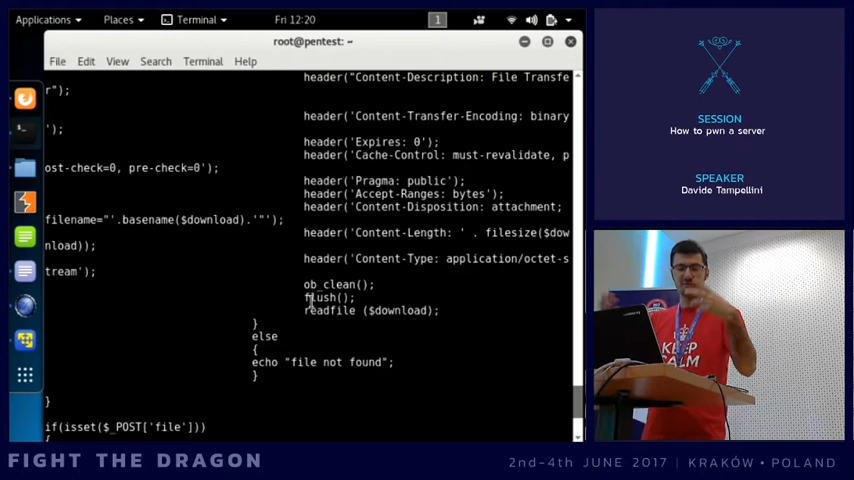 Applications Places Terminal Fri 12:20 1
root@pentest: ~
File Edit View Search Terminal Help
header("Content-Description: File Transfe
r");
header('Content-Transfer-Encoding: binary
');
header('Expires: 0');
header('Cache-Control: must-revalidate, p
ost-check=0, pre-check=0');
header('Pragma: public');
header('Accept-Ranges: bytes');
header('Content-Disposition: attachment;
filename="'.basename($download).'"');
header('Content-Length: ' . filesize($dow
nload));
header('Content-Type: application/octet-s
tream');
ob_clean();
flush();
readfile ($download);
}
else
{
echo "file not found";
}
}
if(isset($_POST['file']))
{
SESSION
How to pwn a server
SPEAKER
Davide Tampellini
KEEP
CALM
FIGHT THE DRAGON
2nd-4th JUNE 2017 | KRAKÓW • POLAND